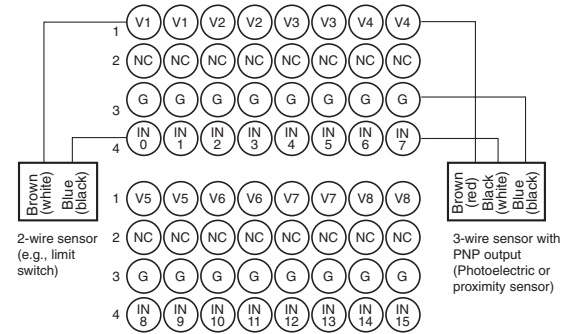 1 V1 V1 V2 V2 V3 V3 V4 V4
2 NC NC NC NC NC NC NC NC
3 G G G G G G G G
4 IN 0 IN 1 IN 2 IN 3 IN 4 IN 5 IN 6 IN 7
Brown (white)
Blue (black)
2-wire sensor
(e.g., limit
switch)
Brown (red)
Black (white)
Blue (black)
3-wire sensor with
PNP output
(Photoelectric or
proximity sensor)
1 V5 V5 V6 V6 V7 V7 V8 V8
2 NC NC NC NC NC NC NC NC
3 G G G G G G G G
4 IN 8 IN 9 IN 10 IN 11 IN 12 IN 13 IN 14 IN 15